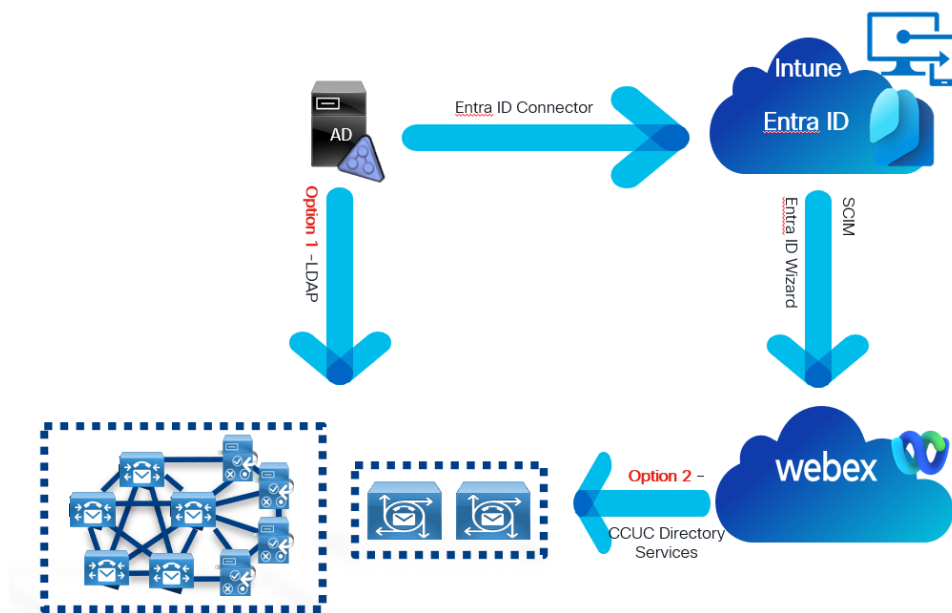 Intune
Entra ID Connector
Entra ID
AD
Option 1 -LDAP
SCIM
Entra ID Wizard
webex
Option 2 -
CCUC Directory
Services